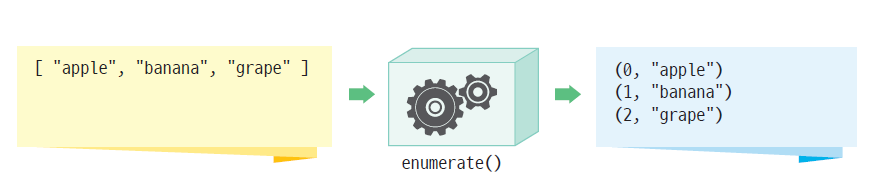 [ "apple", "banana", "grape" ]
enumerate()
(0, "apple")
(1, "banana")
(2, "grape")